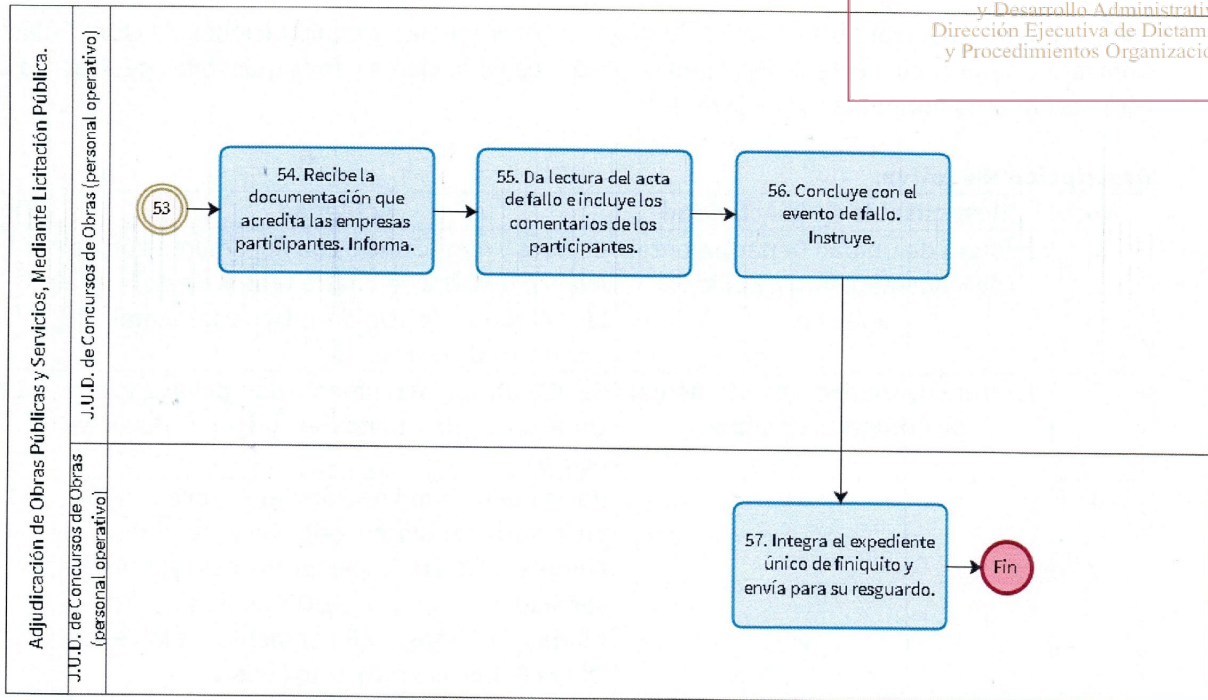 y Desarrollo Administrativ
Dirección Ejecutiva de Dictam
y Procedimientos Organizacio
Adjudicación de Obras Públicas y Servicios, Mediante Licitación Pública.
J.U.D. de Concursos de Obras (personal operativo)
53
54. Recibe la
documentación que
acredita las empresas
participantes. Informa.
55. Da lectura del acta
de fallo e incluye los
comentarios de los
participantes.
56. Concluye con el
evento de fallo.
Instruye.
J.U.D. de Concursos de Obras
(personal operativo)
57. Integra el expediente
único de finiquito y
envía para su resguardo.
Fin